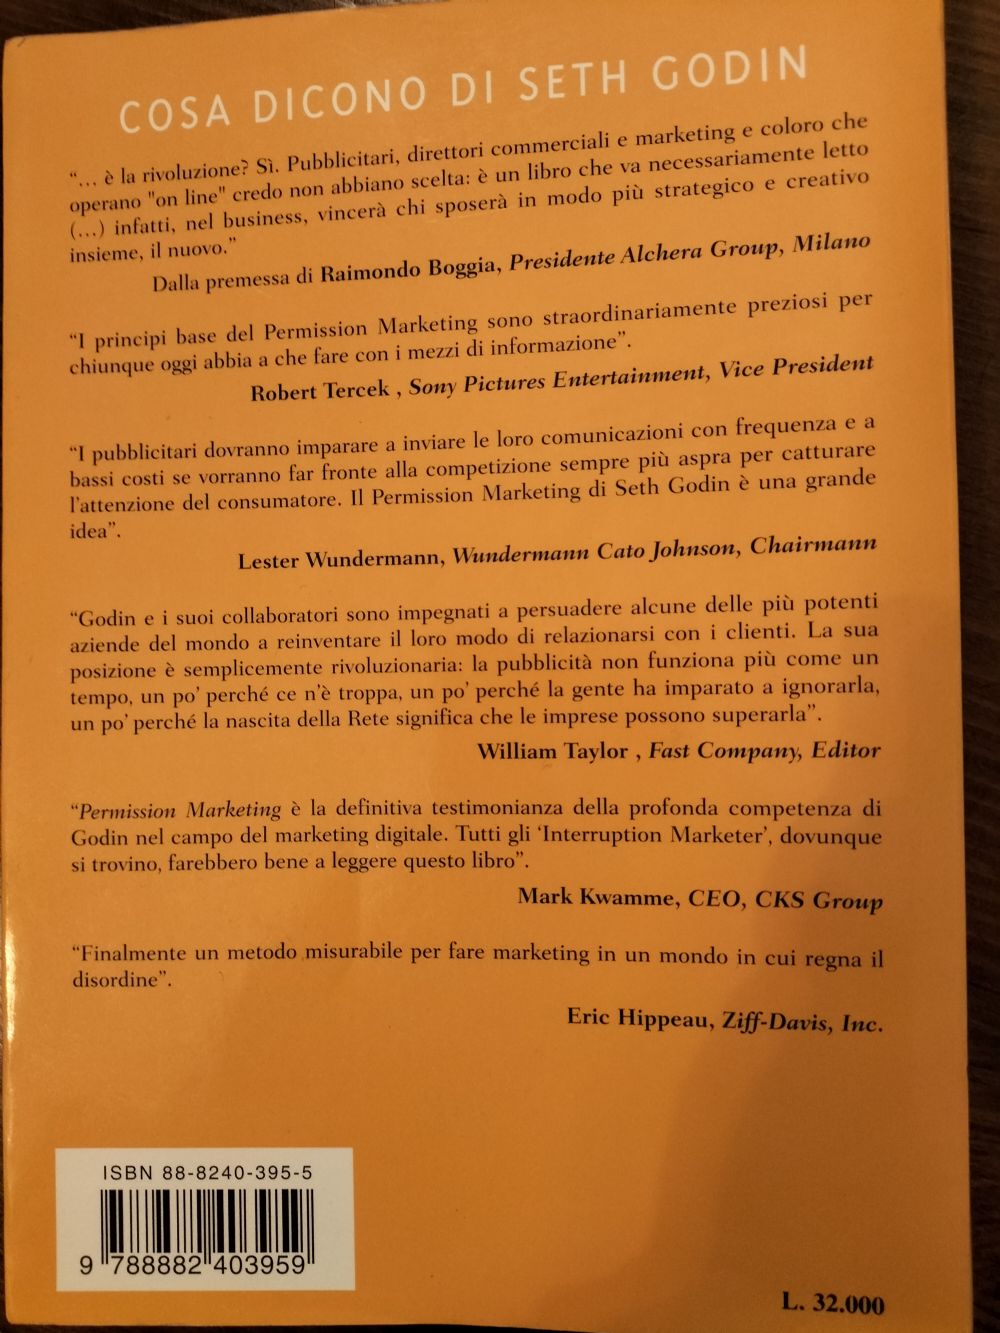 COSA DICONO DI SETH GODIN
“... è la rivoluzione? Sì. Pubblicitari, direttori commerciali e marketing e coloro che
operano "on line" credo non abbiano scelta: è un libro che va necessariamente letto
(...) infatti, nel business, vincerà chi sposerà in modo più strategico e creativo
insieme, il nuovo.”
Dalla premessa di Raimondo Boggia, Presidente Alchera Group, Milano
“I principi base del Permission Marketing sono straordinariamente preziosi per
chiunque oggi abbia a che fare con i mezzi di informazione”.
Robert Tercek , Sony Pictures Entertainment, Vice President
“I pubblicitari dovranno imparare a inviare le loro comunicazioni con frequenza e a
bassi costi se vorranno far fronte alla competizione sempre più aspra per catturare
l’attenzione del consumatore. Il Permission Marketing di Seth Godin è una grande
idea”.
Lester Wundermann, Wundermann Cato Johnson, Chairmann
“Godin e i suoi collaboratori sono impegnati a persuadere alcune delle più potenti
aziende del mondo a reinventare il loro modo di relazionarsi con i clienti. La sua
posizione è semplicemente rivoluzionaria: la pubblicità non funziona più come un
tempo, un po’ perché ce n’è troppa, un po’ perché la gente ha imparato a ignorarla,
un po’ perché la nascita della Rete significa che le imprese possono superarla”.
William Taylor , Fast Company, Editor
“Permission Marketing è la definitiva testimonianza della profonda competenza di
Godin nel campo del marketing digitale. Tutti gli ‘Interruption Marketer’, dovunque
si trovino, farebbero bene a leggere questo libro”.
Mark Kwamme, CEO, CKS Group
“Finalmente un metodo misurabile per fare marketing in un mondo in cui regna il
disordine”.
Eric Hippeau, Ziff-Davis, Inc.
ISBN 88-8240-395-5
9 788882 403959
L. 32.000